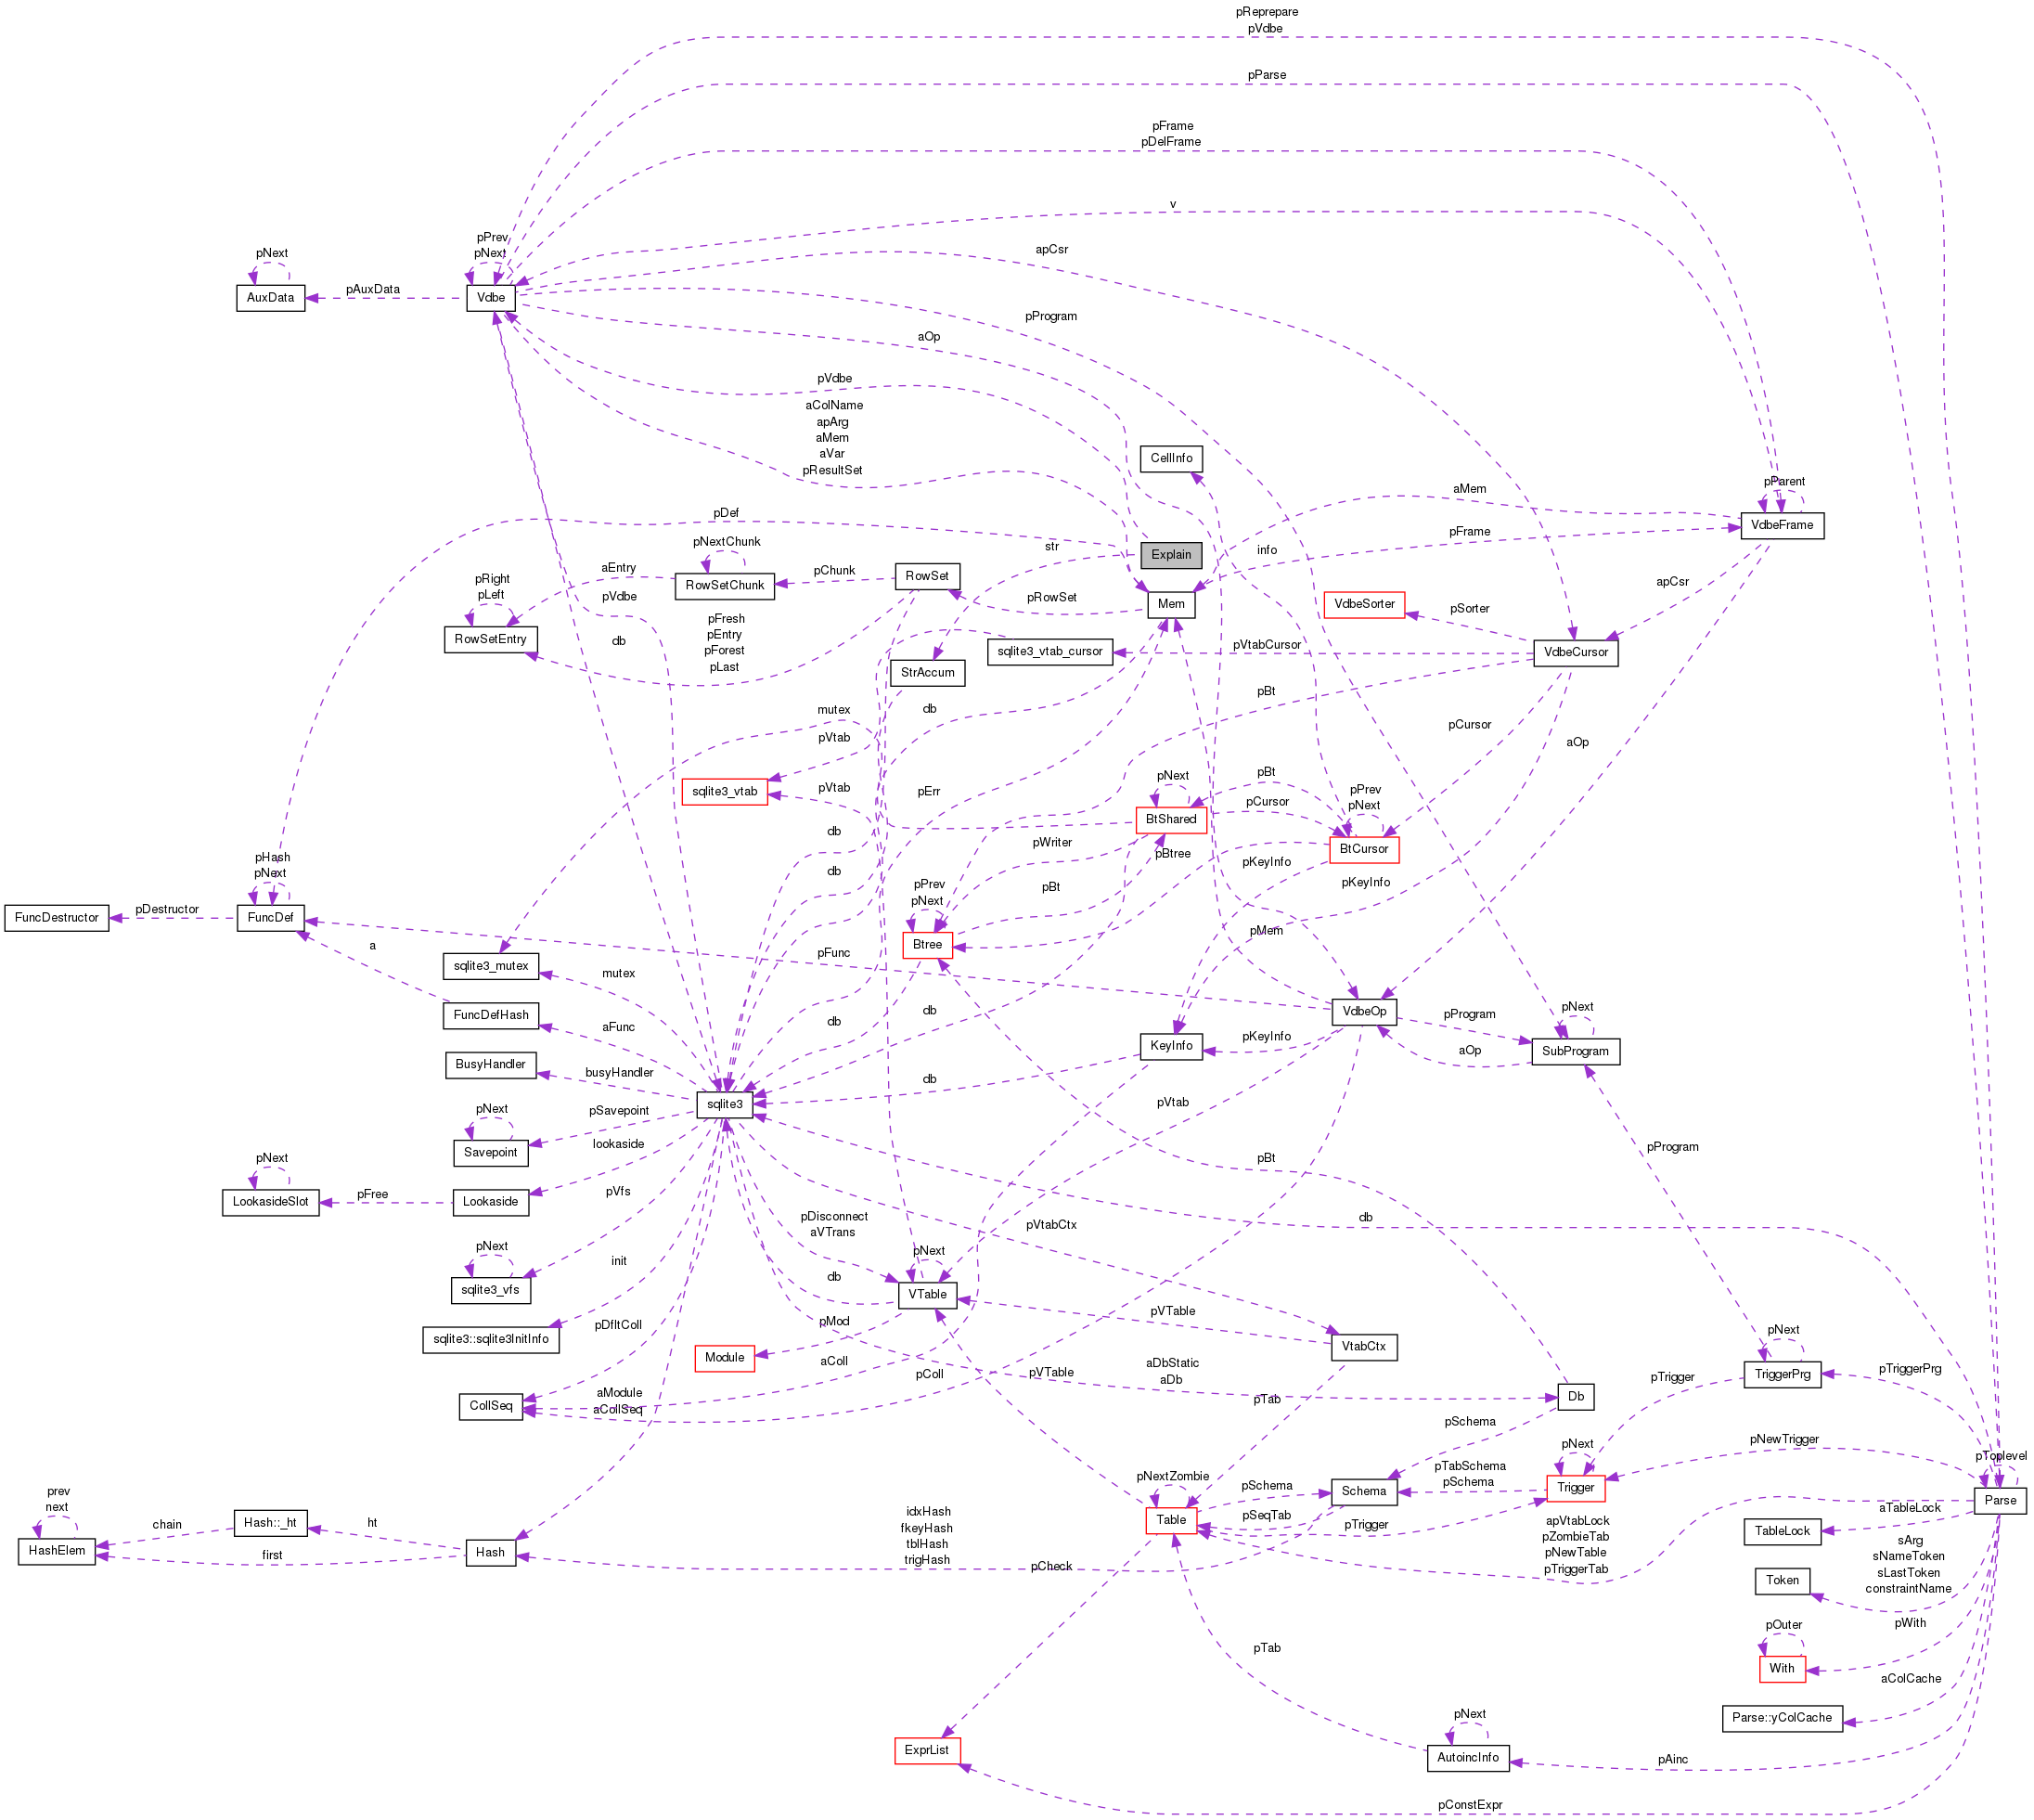 pReprepare
pVdbe
pParse
pFrame
pDelFrame
v
pPrev
pNext
pNext
apCsr
AuxData
pAuxData
Vdbe
pProgram
aOp
pVdbe
aColName
apArg
aMem
aVar
pResultSet
CellInfo
pParent
aMem
VdbeFrame
pDef
pFrame
pNextChunk
str
Explain
info
aEntry
pChunk
RowSet
RowSetChunk
apCsr
pRight
pLeft
pRowSet
Mem
VdbeSorter
pSorter
RowSetEntry
pVdbe
pFresh
pEntry
pForest
pLast
db
sqlite3_vtab_cursor
pVtabCursor
VdbeCursor
StrAccum
pBt
mutex
db
pCursor
pVtab
aOp
pNext
pBt
sqlite3_vtab
pVtab
pErr
pCursor
pPrev
pNext
BtShared
db
pWriter
pBtree
BtCursor
pHash
pNext
db
pKeyInfo
pKeyInfo
pPrev
pNext
pBt
FuncDestructor
pDestructor
FuncDef
a
pMem
Btree
pFunc
sqlite3_mutex
mutex
FuncDefHash
aFunc
db
db
VdbeOp
pProgram
pNext
pKeyInfo
KeyInfo
aOp
SubProgram
BusyHandler
busyHandler
db
sqlite3
pVtab
pNext
pSavepoint
Savepoint
lookaside
pNext
pBt
pProgram
LookasideSlot
pFree
Lookaside
pVfs
pDisconnect
aVTrans
pVtabCtx
db
pNext
init
pNext
sqlite3_vfs
db
VTable
pMod
pVTable
sqlite3::sqlite3InitInfo
pDfltColl
Module
VtabCtx
pNext
aColl
pColl
pVTable
aDbStatic
aDb
pTrigger
TriggerPrg
pTriggerPrg
CollSeq
aModule
aCollSeq
pTab
Db
pSchema
pNewTrigger
pNext
pToplevel
prev
next
pNextZombie
pSchema
pTabSchema
pSchema
Schema
Trigger
Parse
Hash::_ht
chain
ht
idxHash
fkeyHash
tblHash
trigHash
Table
pSeqTab
pTrigger
aTableLock
apVtabLock
pZombieTab
pNewTable
pTriggerTab
TableLock
HashElem
first
Hash
pCheck
sArg
sNameToken
sLastToken
constraintName
Token
pOuter
pWith
pTab
With
aColCache
pNext
Parse::yColCache
ExprList
AutoincInfo
pAinc
pConstExpr